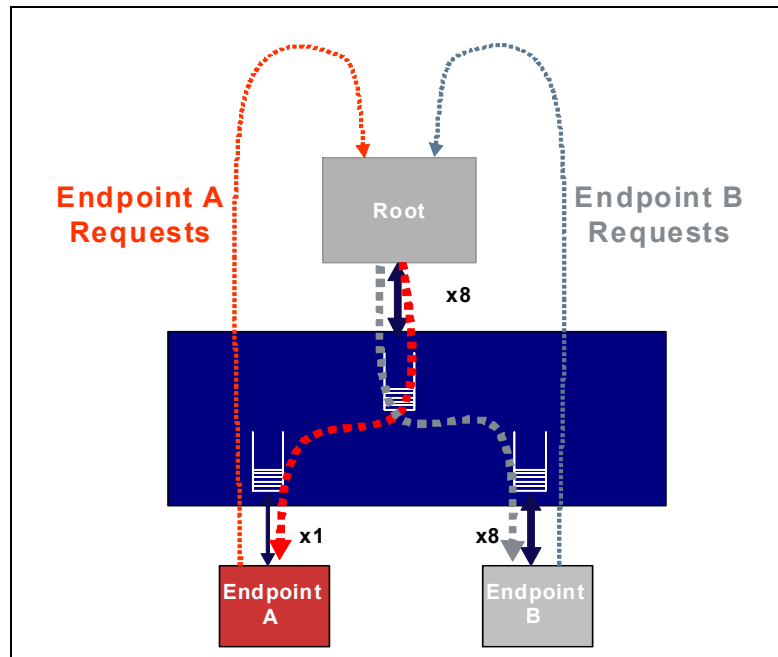 Endpoint A
Requests
Root
Endpoint B
Requests
x8
x1
x8
Endpoint
A
Endpoint
B